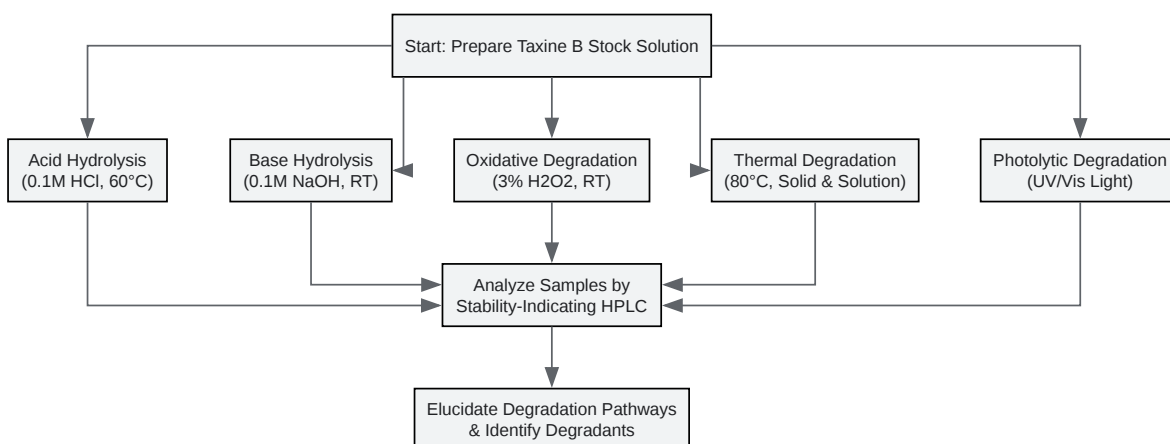 Start: Prepare Taxine B Stock Solution
Acid Hydrolysis
(0.1M HCl, 60°C)
Base Hydrolysis
(0.1M NaOH, RT)
Oxidative Degradation
(3% H2O2, RT)
Thermal Degradation
(80°C, Solid & Solution)
Photolytic Degradation
(UV/Vis Light)
Analyze Samples by
Stability-Indicating HPLC
Elucidate Degradation Pathways
& Identify Degradants